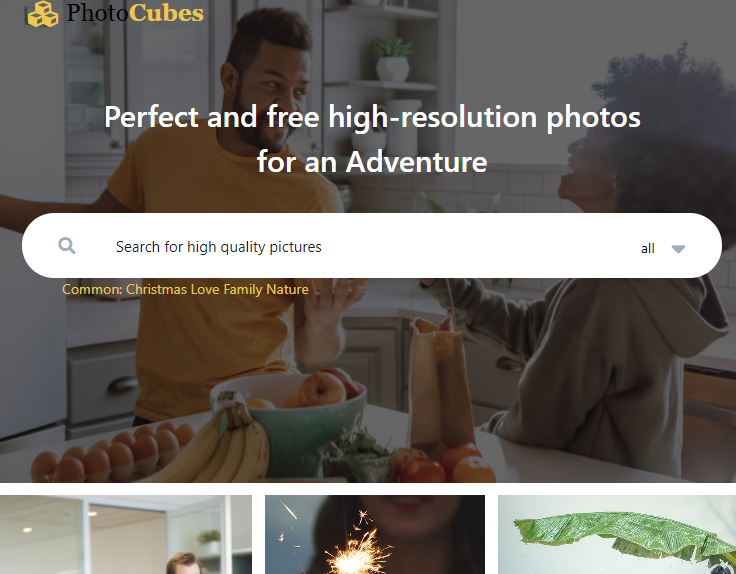 PhotoCubes
Perfect and free high-resolution photos
for an Adventure
Search for high quality pictures
all
Common: Christmas Love Family Nature